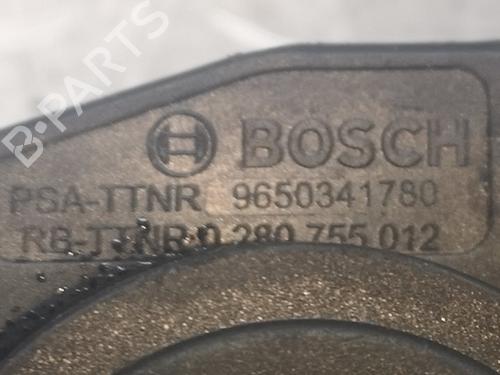 B-PARTS
BOSCH
PSA-TTNR 9650341780
RB-TTNR 0 280 755 012